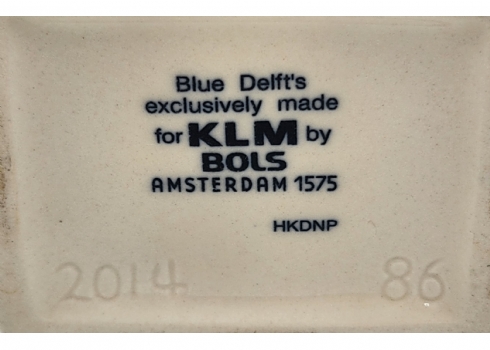 Blue Delft's
exclusively made
for KLM by
BOLS
AMSTERDAM 1575
HKDNP
2014 86